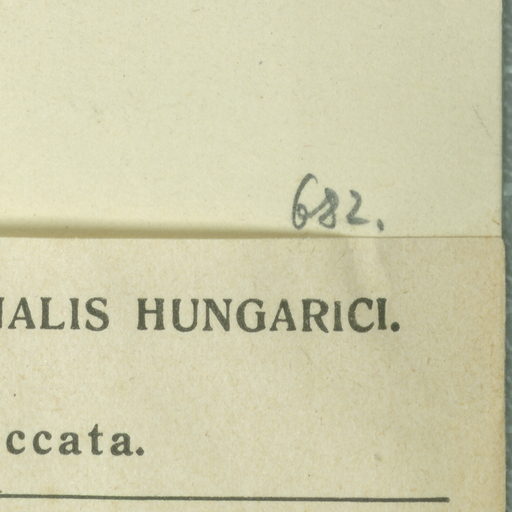 682.
NALIS HUNGARICI.
ccata.